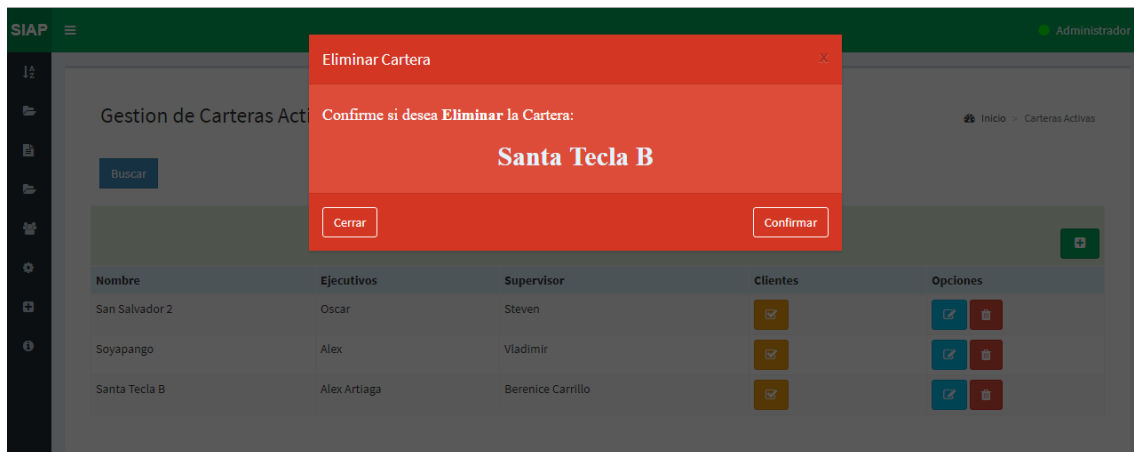 SIAP
Administrador
Eliminar Cartera
X
Gestion de Carteras Acti
Confirme si desea Eliminar la Cartera:
Inicio > Carteras Activas
Santa Tecla B
Buscar
Cerrar
Confirmar
Nombre Ejecutivos Supervisor Clientes Opciones
San Salvador 2 Oscar Steven
Soyapango Alex Vladimir
Santa Tecla B Alex Artiaga Berenice Carrillo